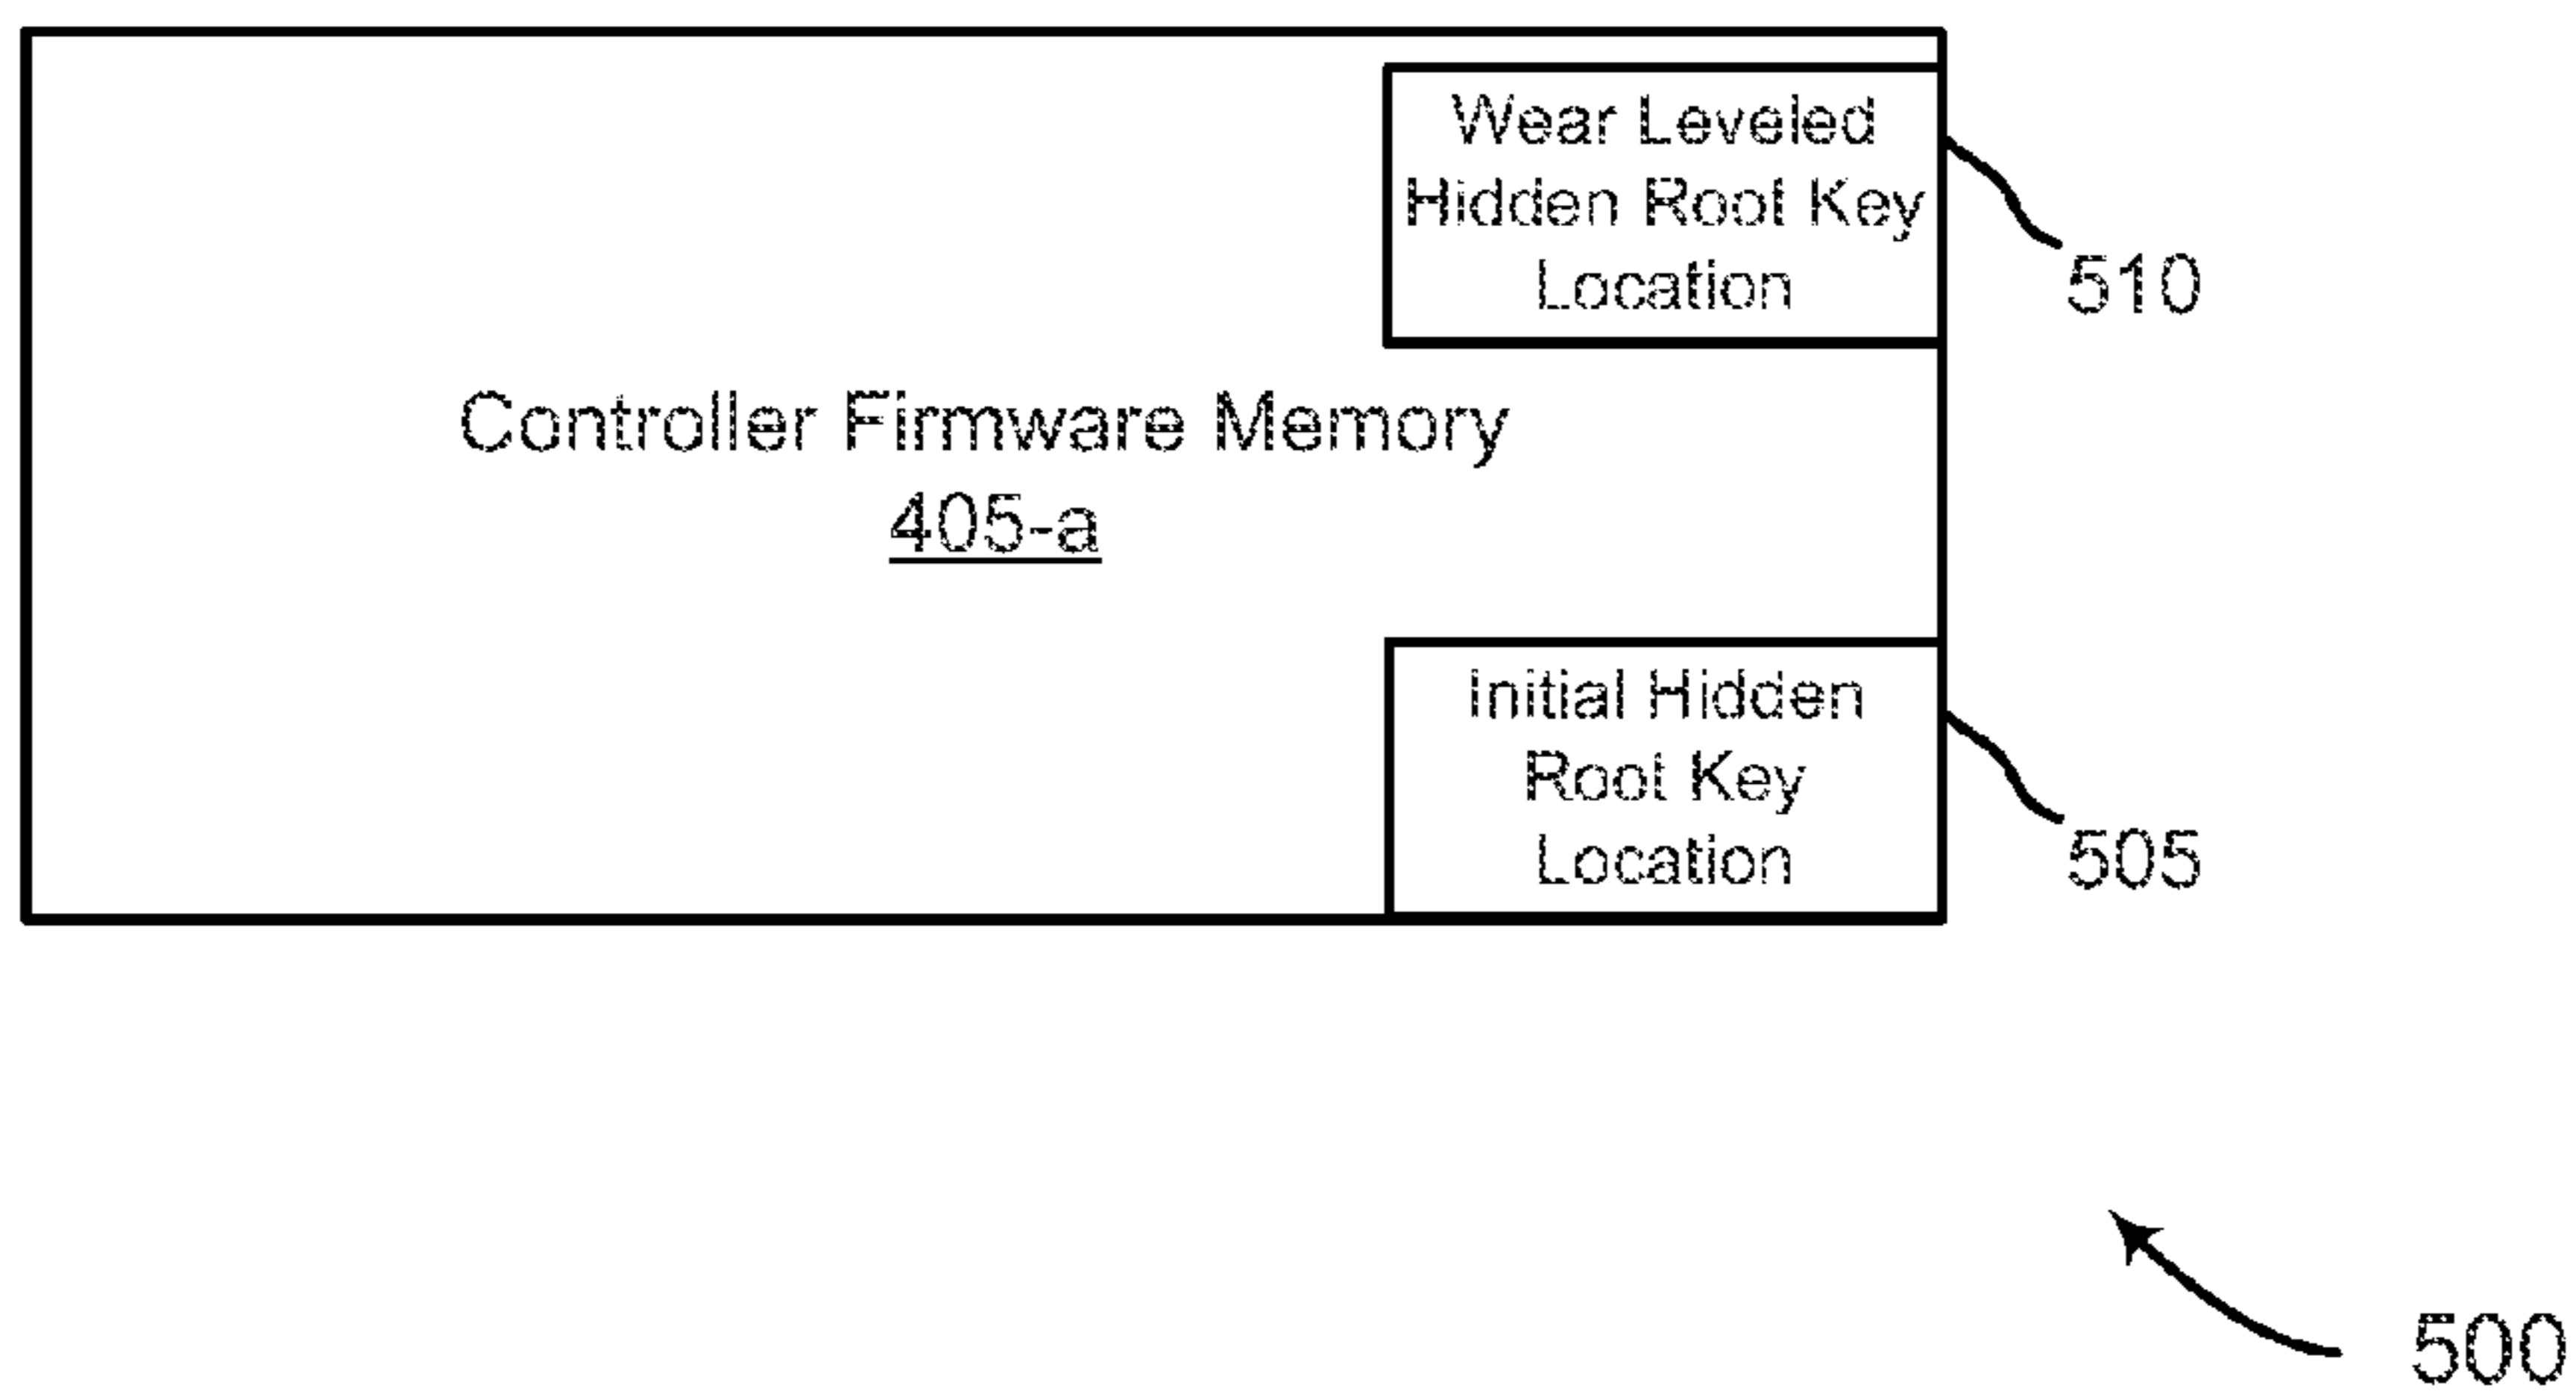 Wear Leveled
Hidden Root Key
Location
510
Controller Firmware Memory
405-a
Initial Hidden
Root Key
Location
505
500